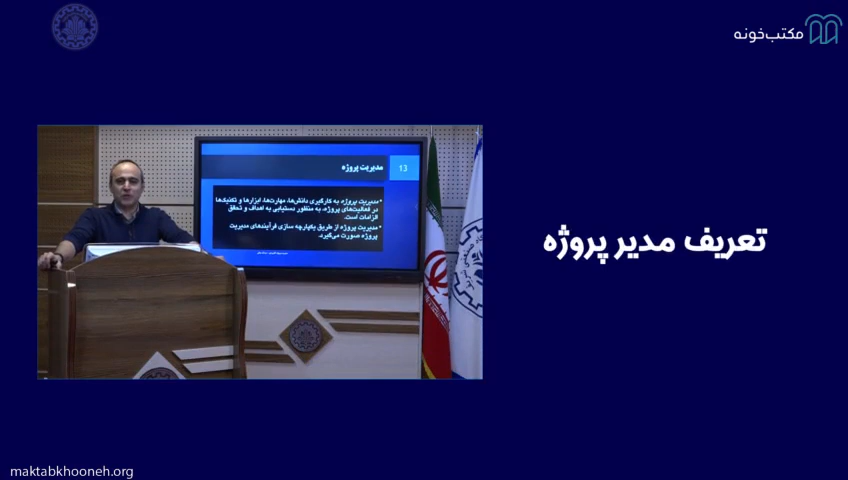 مکتب‌خونه
13
مدیریت پروژه
• مدیریت پروژه به کارگیری دانش‌ها، مهارت‌ها، ابزارها و تکنیک‌ها
در فعالیت‌های پروژه، به منظور دستیابی به اهداف و تحقق
الزامات است.
• مدیریت پروژه از طریق یکپارچه سازی فرآیندهای مدیریت
پروژه صورت می‌گیرد.
تعریف مدیر پروژه
maktabkhooneh.org